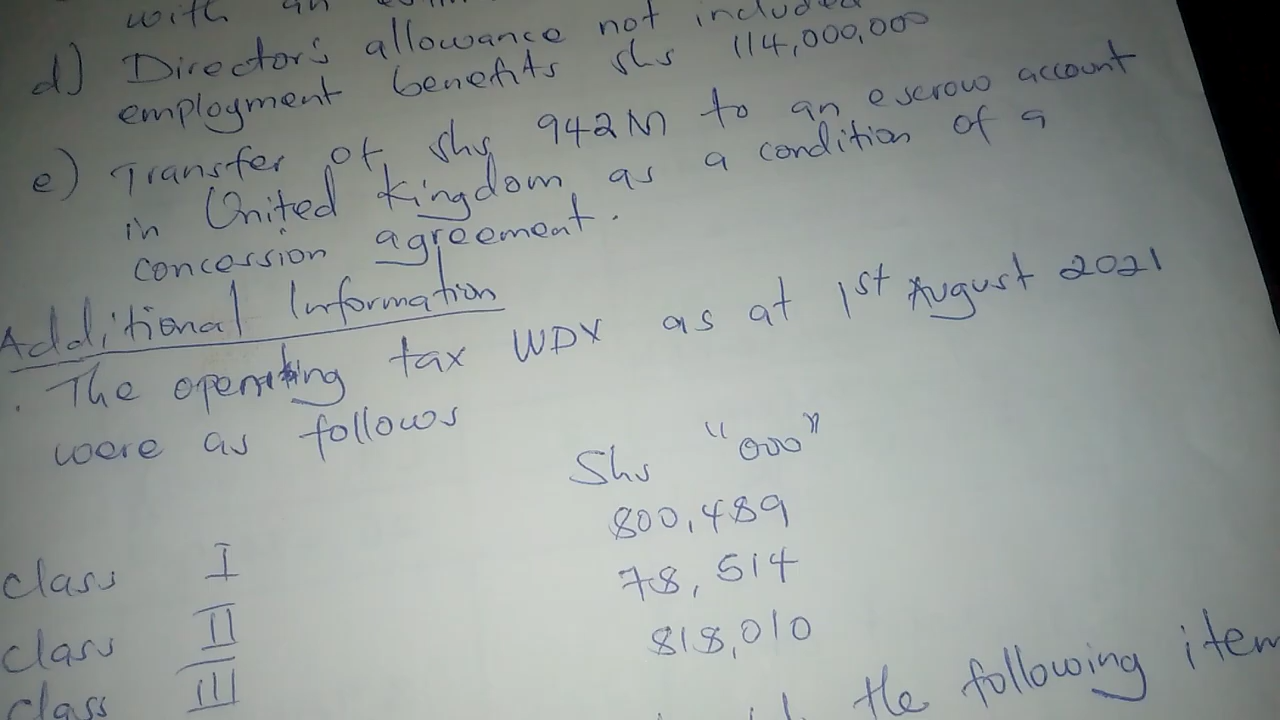 with an
d) Director's allowance not included
employment benefits shs 114,000,000
e) Transfer of shs 942M to an escrow account
in United Kingdom as a condition of a
concession agreement.
Additional Information
. The operating tax WDV as at 1st August 2021
were as follows
Shs "000"
class I 800,489
class II 78,514
class III 818,010
the following item